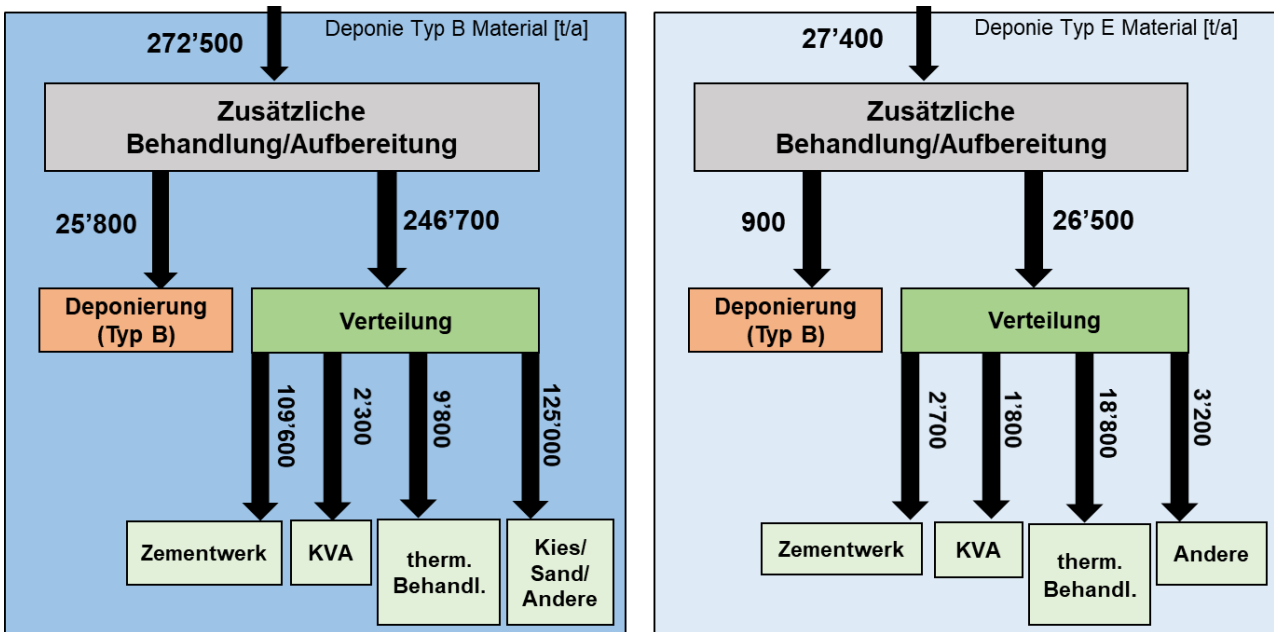 Deponie Typ B Material [t/a]
272’500
Zusätzliche
Behandlung/Aufbereitung
25’800
246’700
Deponierung
(Typ B)
Verteilung
109’600
2’300
9’800
125’000
Zementwerk
KVA
therm.
Behandl.
Kies/
Sand/
Andere
Deponie Typ E Material [t/a]
27’400
Zusätzliche
Behandlung/Aufbereitung
900
26’500
Deponierung
(Typ B)
Verteilung
2’700
1’800
18’800
3’200
Zementwerk
KVA
therm.
Behandl.
Andere